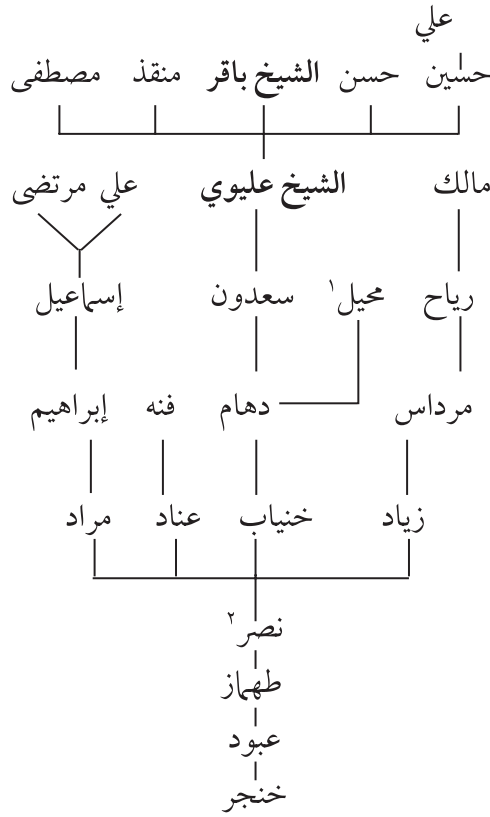 علي
حسين حسن الشيخ باقر منقذ مصطفى
مالك الشيخ عليوي علي مرتضى
رياح محيل١ سعدون إسماعيل
مرداس دهام فنه إبراهيم
زياد خنياب عناد مراد
نصر٢
طهماز
عبود
خنجر